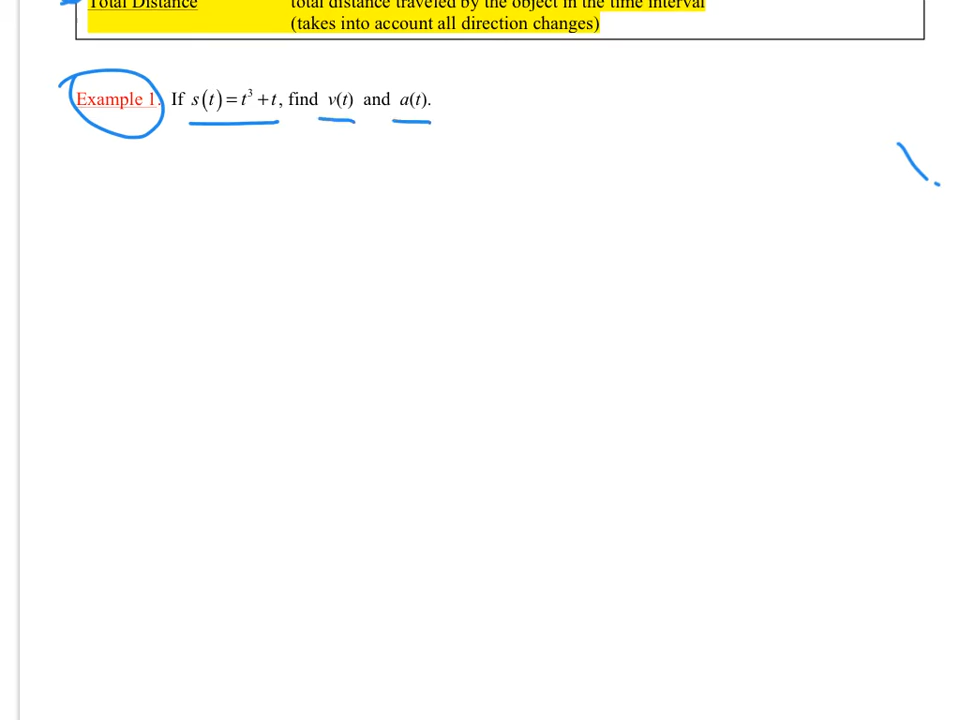 Total Distance total distance traveled by the object in the time interval
(takes into account all direction changes)
Example 1. If s(t) = t³ + t, find v(t) and a(t).